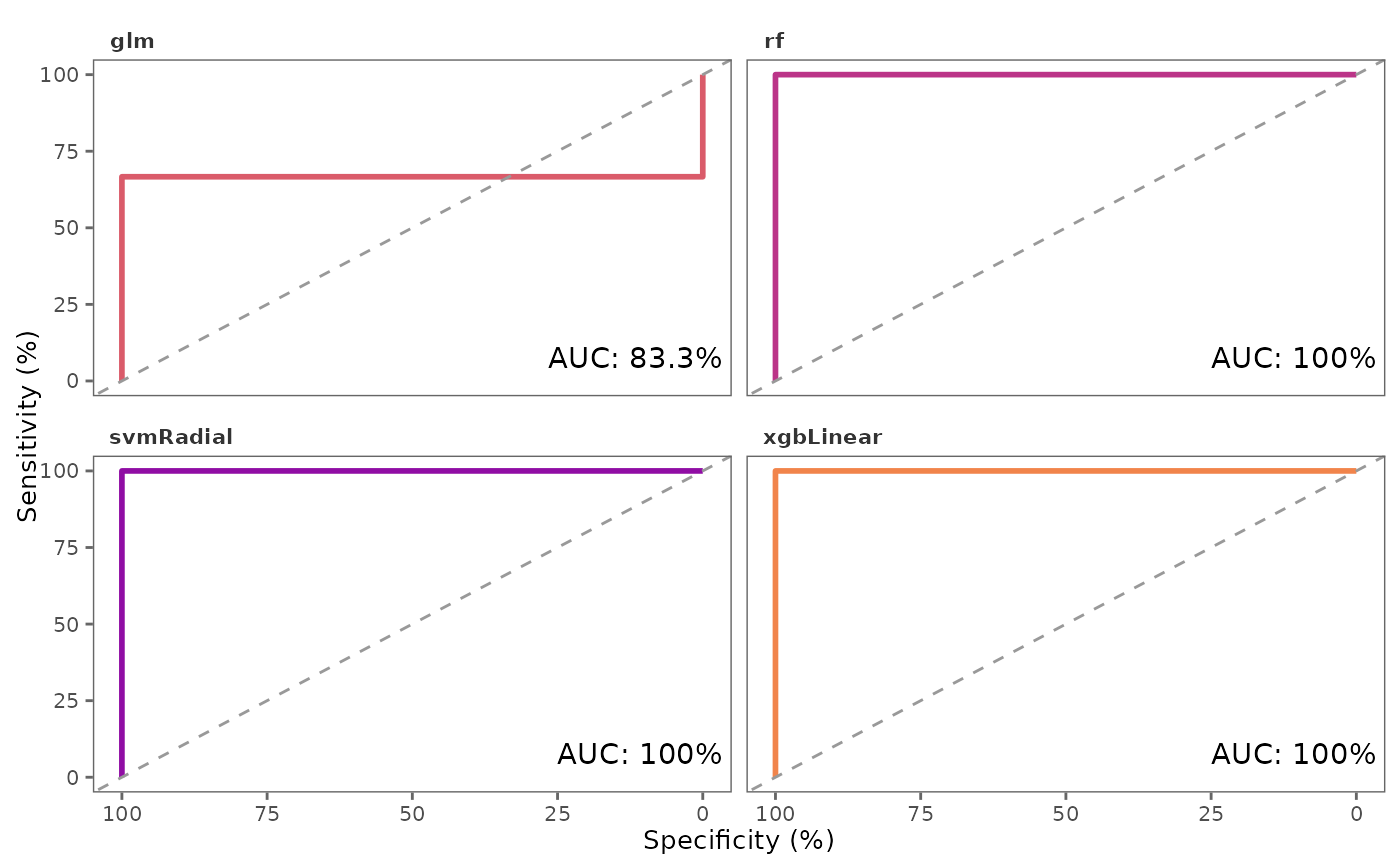 glm
rf
100
75
50
25
0
AUC: 83.3%
AUC: 100%
Sensitivity (%)
svmRadial
xgbLinear
100
75
50
25
0
AUC: 100%
AUC: 100%
100 75 50 25 0
100 75 50 25 0
Specificity (%)